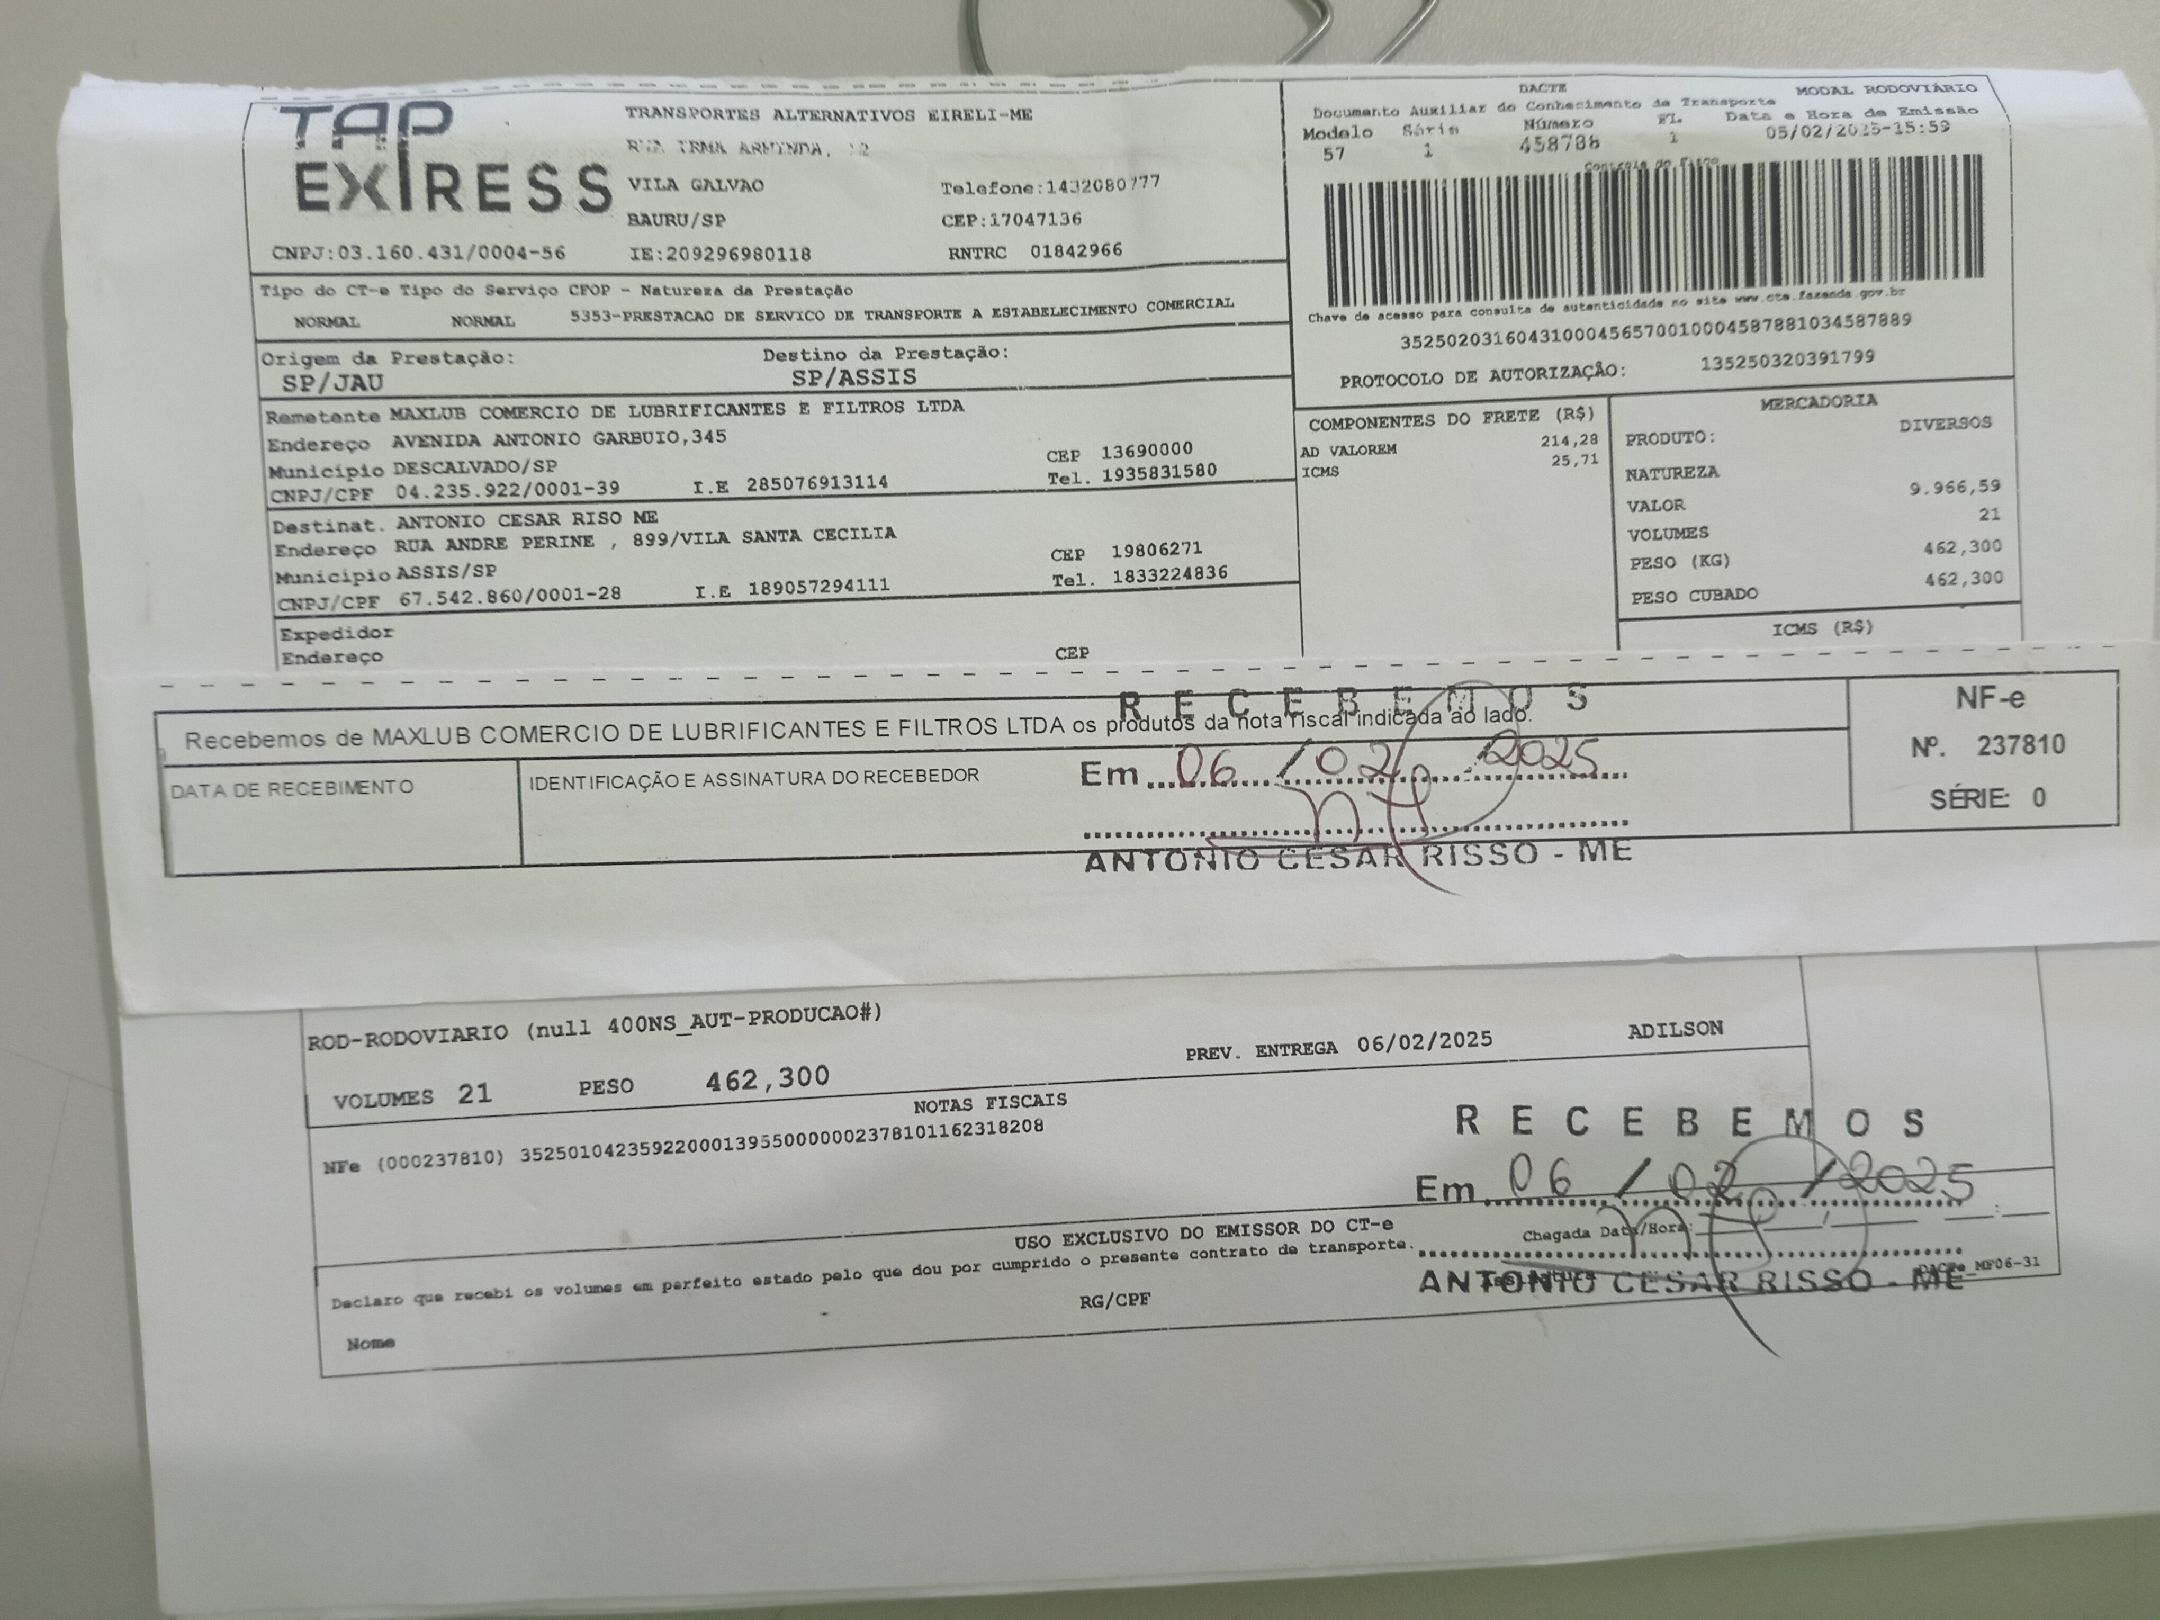 TAP
EXPRESS
TRANSPORTES ALTERNATIVOS EIRELI-ME
RUA IRMA ARMINDA, 12
VILA GALVAO Telefone:1432080777
BAURU/SP CEP:17047136
CNPJ:03.160.431/0004-56 IE:209296980118 RNTRC 01842966
DACTE MODAL RODOVIÁRIO
Documento Auxiliar do Conhecimento de Transporte
Modelo Série Número FL Data e Hora de Emissão
57 1 458788 1 05/02/2025-15:59
Controle do Fisco
Chave de acesso para consulta de autenticidade no site www.cte.fazenda.gov.br
35250203160431000456570010004587881034587889
PROTOCOLO DE AUTORIZAÇÃO: 135250320391799
Tipo do CT-e Tipo do Serviço CFOP - Natureza da Prestação
NORMAL NORMAL 5353-PRESTACAO DE SERVICO DE TRANSPORTE A ESTABELECIMENTO COMERCIAL
Origem da Prestação: Destino da Prestação:
SP/JAU SP/ASSIS
Remetente MAXLUB COMERCIO DE LUBRIFICANTES E FILTROS LTDA
Endereço AVENIDA ANTONIO GARBUIO,345
Município DESCALVADO/SP CEP 13690000
CNPJ/CPF 04.235.922/0001-39 I.E 285076913114 Tel. 1935831580
Destinat. ANTONIO CESAR RISO ME
Endereço RUA ANDRE PERINE , 899/VILA SANTA CECILIA
Município ASSIS/SP CEP 19806271
CNPJ/CPF 67.542.860/0001-28 I.E 189057294111 Tel. 1833224836
Expedidor
Endereço CEP
COMPONENTES DO FRETE (R$)
AD VALOREM 214,28
ICMS 25,71
MERCADORIA
PRODUTO: DIVERSOS
NATUREZA
VALOR 9.966,59
VOLUMES 21
PESO (KG) 462,300
PESO CUBADO 462,300
ICMS (R$)
Recebemos de MAXLUB COMERCIO DE LUBRIFICANTES E FILTROS LTDA os produtos da nota fiscal indicada ao lado.
DATA DE RECEBIMENTO IDENTIFICAÇÃO E ASSINATURA DO RECEBEDOR
RECEBEMOS
Em 06/02/2025
ANTONIO CESAR RISSO - ME
NF-e
Nº. 237810
SÉRIE: 0
ROD-RODOVIARIO (null 400NS_AUT-PRODUCAO#)
VOLUMES 21 PESO 462,300 PREV. ENTREGA 06/02/2025 ADILSON
NOTAS FISCAIS
NFe (000237810) 35250104235922000139550000002378101162318208
RECEBEMOS
Em 06/02/2025
USO EXCLUSIVO DO EMISSOR DO CT-e
Chegada Data/Hora:
Declaro que recebi os volumes em perfeito estado pelo que dou por cumprido o presente contrato de transporte.
ANTONIO CESAR RISSO - ME
DACTe_MF06-31
Nome RG/CPF